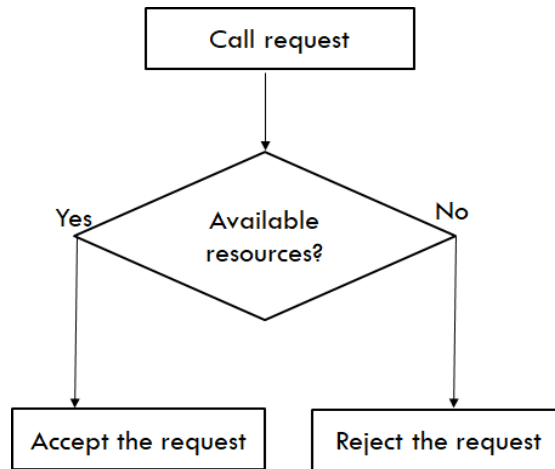 Call request
Yes
No
Available
resources?
Accept the request
Reject the request